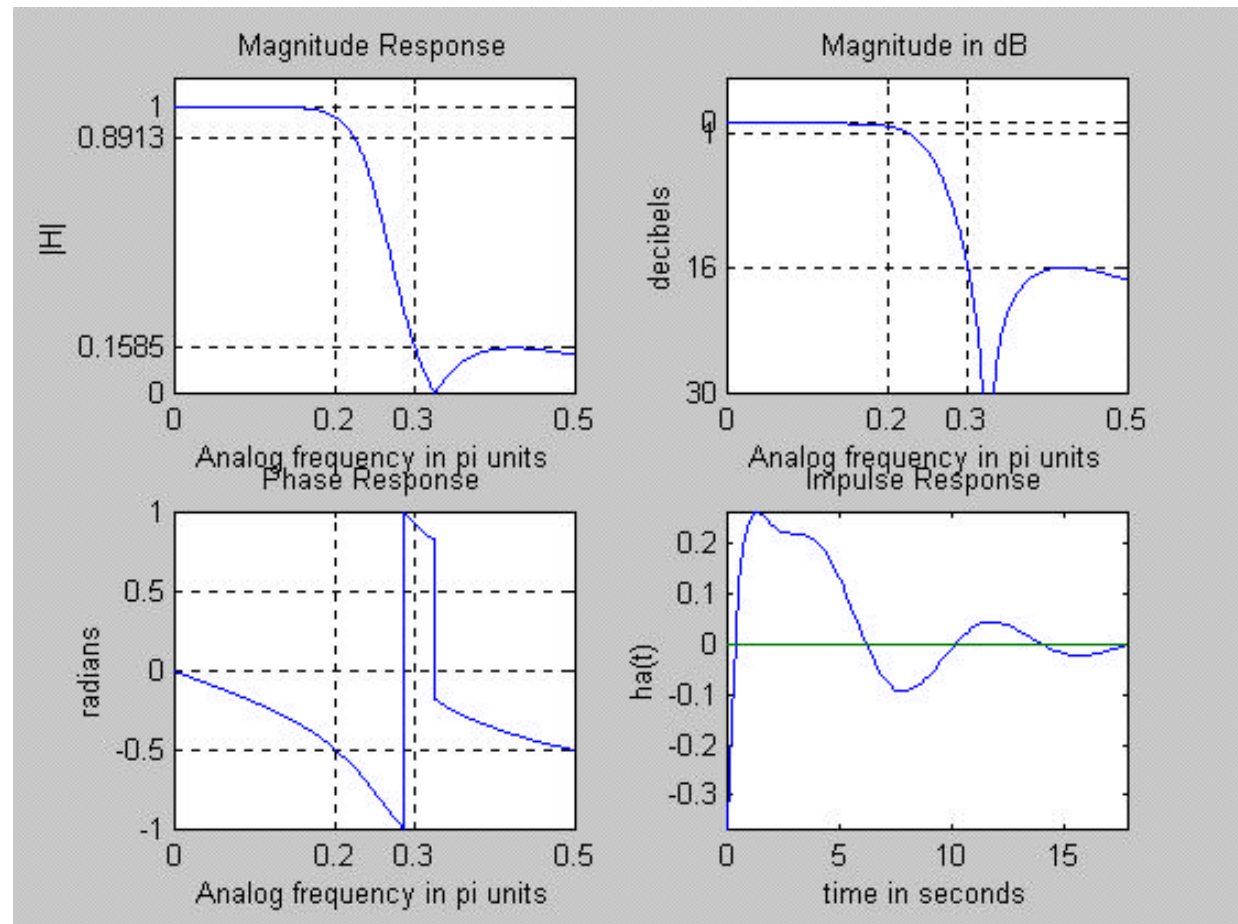 Magnitude Response
1
0.8913
|H|
0.1585
0
0 0.2 0.3 0.5
Analog frequency in pi units
Magnitude in dB
0
1
decibels
16
30
0 0.2 0.3 0.5
Analog frequency in pi units
Phase Response
1
0.5
radians
0
-0.5
-1
0 0.2 0.3 0.5
Analog frequency in pi units
Impulse Response
0.2
0.1
ha(t)
0
-0.1
-0.2
-0.3
0 5 10 15
time in seconds